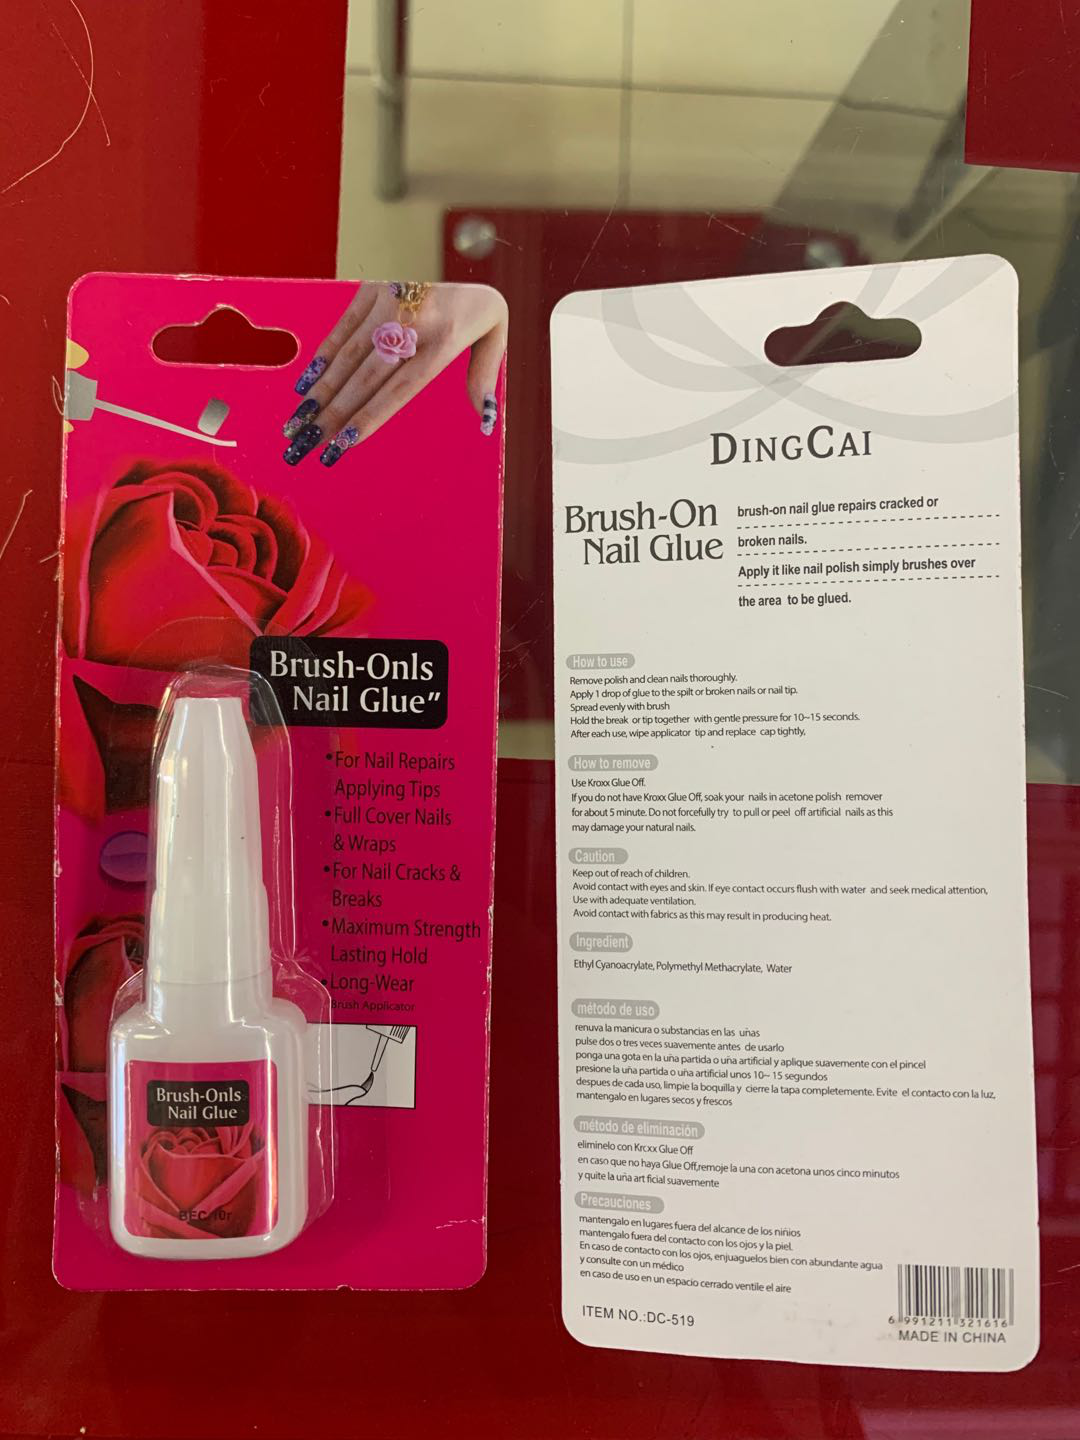 Brush-Onls
Nail Glue"
•For Nail Repairs
Applying Tips
•Full Cover Nails
& Wraps
•For Nail Cracks &
Breaks
•Maximum Strength
Lasting Hold
•Long-Wear
Brush Applicator
Brush-Onls
Nail Glue
DINGCAI
Brush-On
Nail Glue
brush-on nail glue repairs cracked or
broken nails.
Apply it like nail polish simply brushes over
the area to be glued.
How to use
Remove polish and clean nails thoroughly.
Apply 1 drop of glue to the spilt or broken nails or nail tip.
Spread evenly with brush
Hold the break or tip together with gentle pressure for 10~15 seconds.
After each use, wipe applicator tip and replace cap tightly,
How to remove
Use Kroxx Glue Off.
If you do not have Kroxx Glue Off, soak your nails in acetone polish remover
for about 5 minute. Do not forcefully try to pull or peel off artificial nails as this
may damage your natural nails.
Caution
Keep out of reach of children.
Avoid contact with eyes and skin. If eye contact occurs flush with water and seek medical attention,
Use with adequate ventilation.
Avoid contact with fabrics as this may result in producing heat.
Ingredient
Ethyl Cyanoacrylate, Polymethyl Methacrylate, Water
método de uso
renuva la manicura o substancias en las uñas
pulse dos o tres veces suavemente antes de usarlo
ponga una gota en la uña partida o uña artificial y aplique suavemente con el pincel
presione la uña partida o uña artificial unos 10~ 15 segundos
despues de cada uso, limpie la boquilla y cierre la tapa completemente. Evite el contacto con la luz,
mantengalo en lugares secos y frescos
método de eliminación
eliminelo con Krcxx Glue Off
en caso que no haya Glue Off,remoje la una con acetona unos cinco minutos
y quite la uña art ficial suavemente
Precauciones
mantengalo en lugares fuera del alcance de los niñios
mantengalo fuera del contacto con los ojos y la piel.
En caso de contacto con los ojos, enjuaguelos bien con abundante agua
y consulte con un médico
en caso de uso en un espacio cerrado ventile el aire
ITEM NO.:DC-519
6 991211 321616
MADE IN CHINA